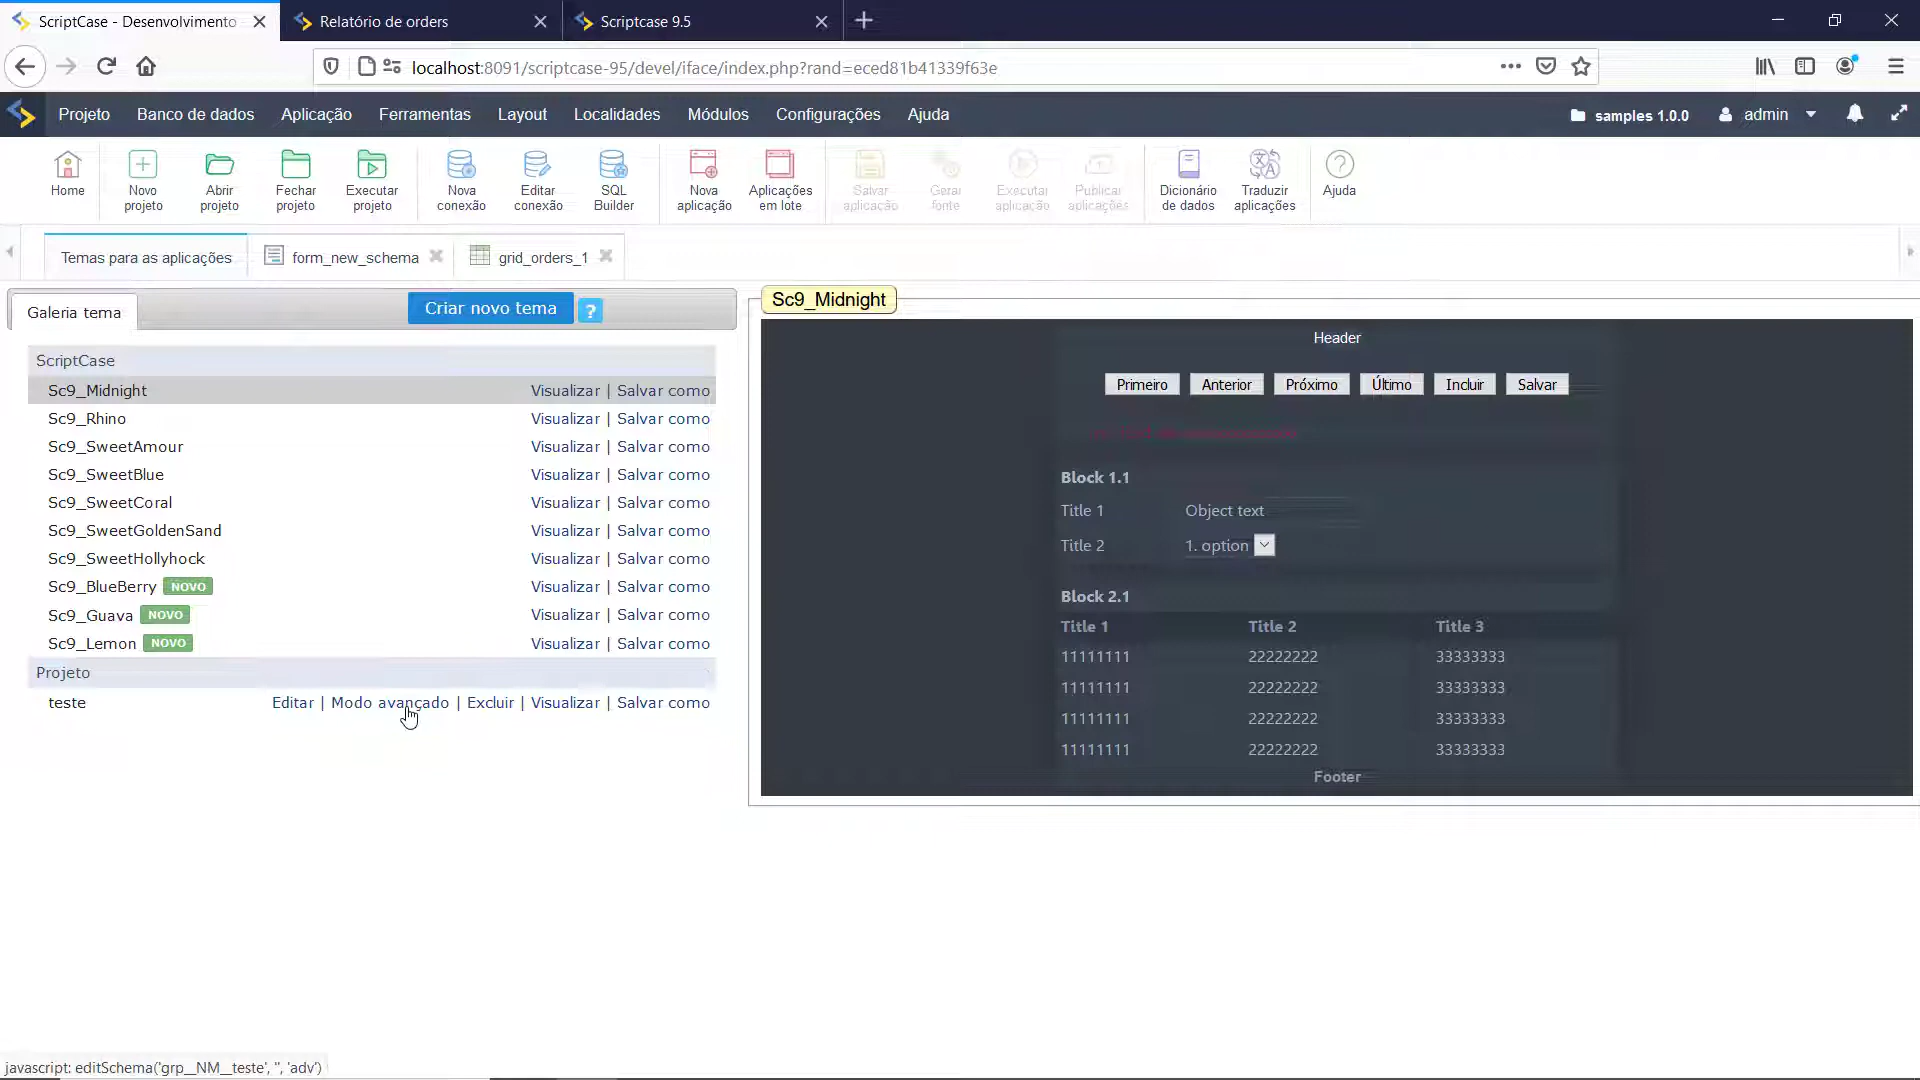 ScriptCase - Desenvolvimento
Relatório de orders
Scriptcase 9.5
localhost:8091/scriptcase-95/devel/iface/index.php?rand=eced81b41339f63e
Projeto
Banco de dados
Aplicação
Ferramentas
Layout
Localidades
Módulos
Configurações
Ajuda
samples 1.0.0
admin
Home
Novo
projeto
Abrir
projeto
Fechar
projeto
Executar
projeto
Nova
conexão
Editar
conexão
SQL
Builder
Nova
aplicação
Aplicações
em lote
Salvar
aplicação
Gerar
fonte
Executar
aplicação
Publicar
aplicações
Dicionário
de dados
Traduzir
aplicações
Ajuda
Temas para as aplicações
form_new_schema
grid_orders_1
Galeria tema
Criar novo tema
?
ScriptCase
Sc9_Midnight Visualizar | Salvar como
Sc9_Rhino Visualizar | Salvar como
Sc9_SweetAmour Visualizar | Salvar como
Sc9_SweetBlue Visualizar | Salvar como
Sc9_SweetCoral Visualizar | Salvar como
Sc9_SweetGoldenSand Visualizar | Salvar como
Sc9_SweetHollyhock Visualizar | Salvar como
Sc9_BlueBerry NOVO Visualizar | Salvar como
Sc9_Guava NOVO Visualizar | Salvar como
Sc9_Lemon NOVO Visualizar | Salvar como
Projeto
teste Editar | Modo avançado | Excluir | Visualizar | Salvar como
Sc9_Midnight
Header
Primeiro Anterior Próximo Último Incluir Salvar
Block 1.1
Title 1 Object text
Title 2 1. option
Block 2.1
Title 1 Title 2 Title 3
11111111 22222222 33333333
11111111 22222222 33333333
11111111 22222222 33333333
11111111 22222222 33333333
Footer
javascript: editSchema('grp__NM__teste', '', 'adv')